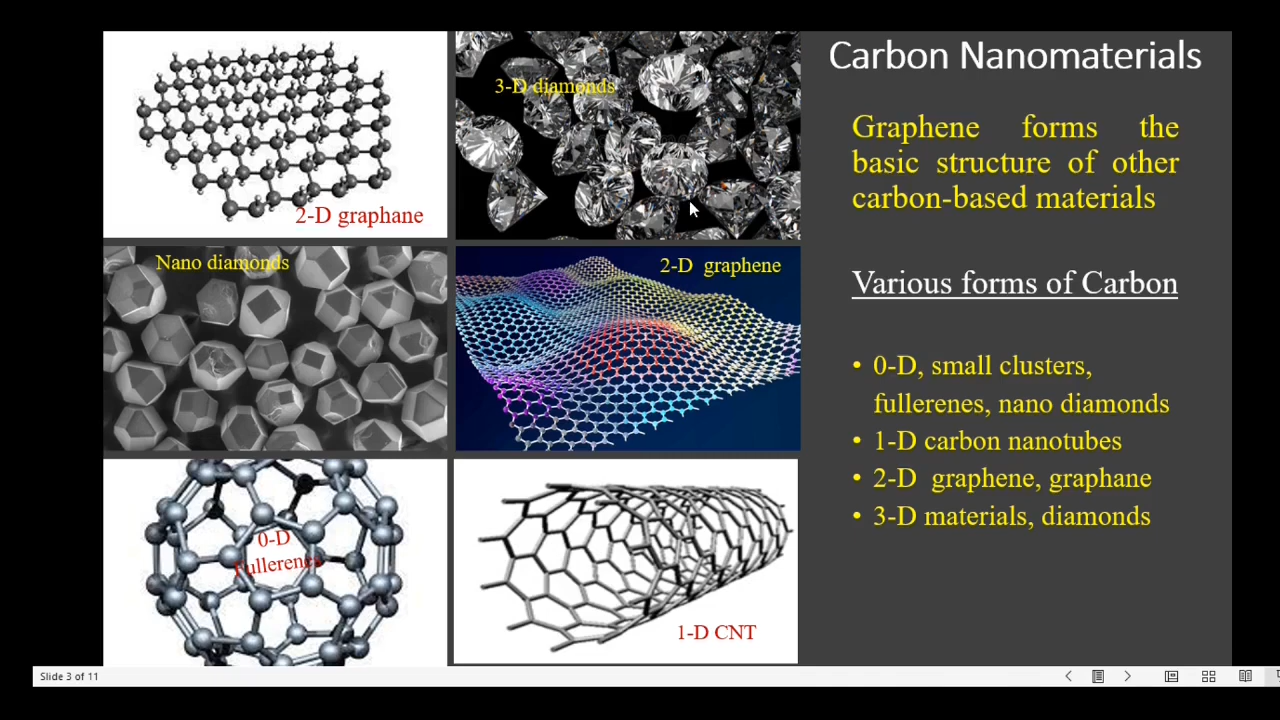 Carbon Nanomaterials
3-D diamonds
Graphene forms the
basic structure of other
carbon-based materials
2-D graphane
Nano diamonds
2-D graphene
Various forms of Carbon
• 0-D, small clusters,
fullerenes, nano diamonds
• 1-D carbon nanotubes
• 2-D graphene, graphane
• 3-D materials, diamonds
0-D
Fullerenes
1-D CNT
Slide 3 of 11